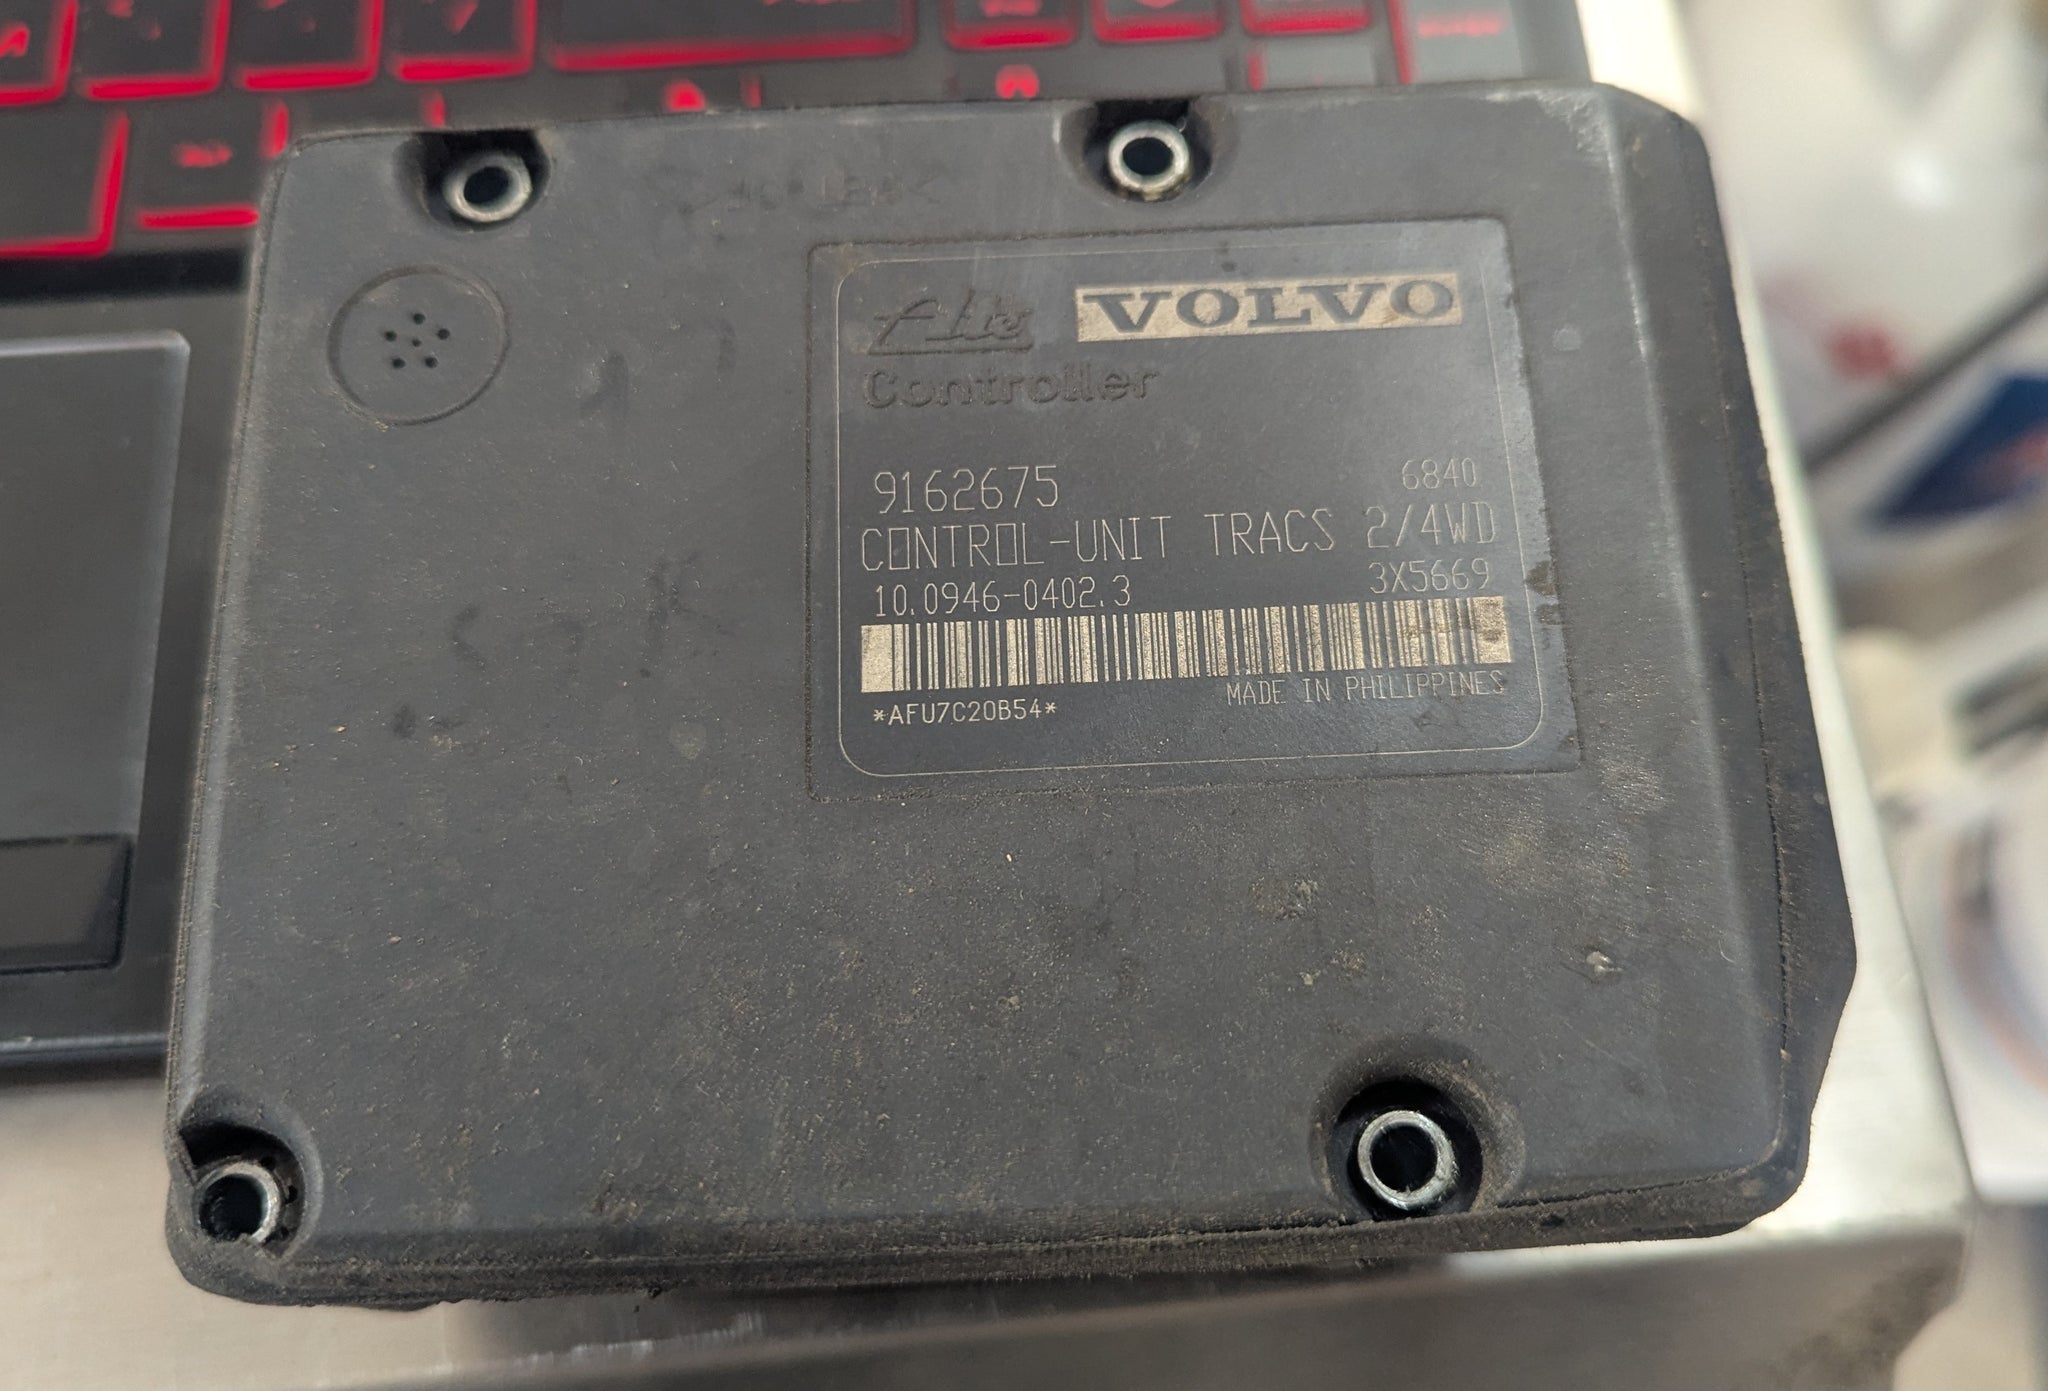 Ate VOLVO
Controller
9162675 6840
CONTROL-UNIT TRACS 2/4WD
10.0946-0402.3 3X5669
MADE IN PHILIPPINES
*AFU7C20B54*